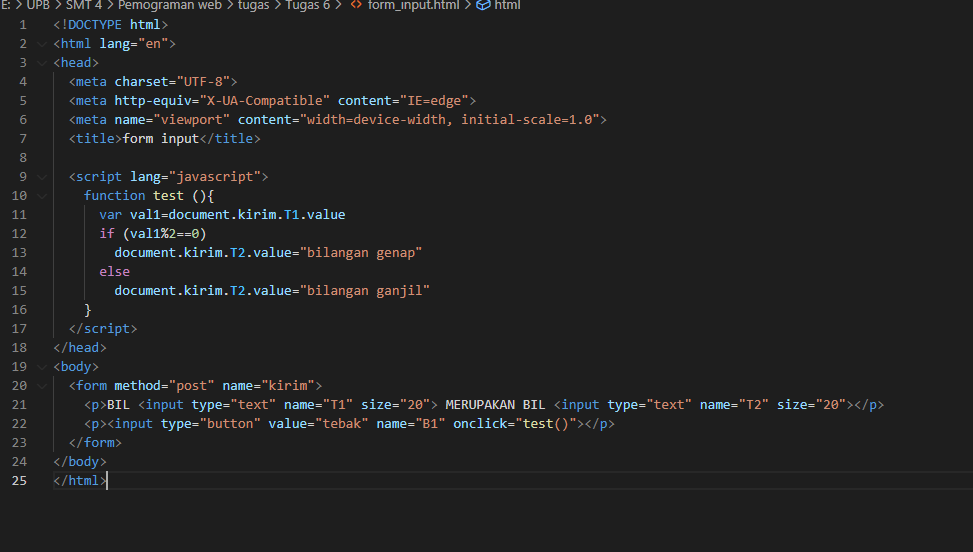 E: > UPB > SMT 4 > Pemograman web > tugas > Tugas 6 > <> form_input.html > html
1 <!DOCTYPE html>
2 <html lang="en">
3 <head>
4 <meta charset="UTF-8">
5 <meta http-equiv="X-UA-Compatible" content="IE=edge">
6 <meta name="viewport" content="width=device-width, initial-scale=1.0">
7 <title>form input</title>
8
9 <script lang="javascript">
10 function test (){
11 var val1=document.kirim.T1.value
12 if (val1%2==0)
13 document.kirim.T2.value="bilangan genap"
14 else
15 document.kirim.T2.value="bilangan ganjil"
16 }
17 </script>
18 </head>
19 <body>
20 <form method="post" name="kirim">
21 <p>BIL <input type="text" name="T1" size="20"> MERUPAKAN BIL <input type="text" name="T2" size="20"></p>
22 <p><input type="button" value="tebak" name="B1" onclick="test()"></p>
23 </form>
24 </body>
25 </html>